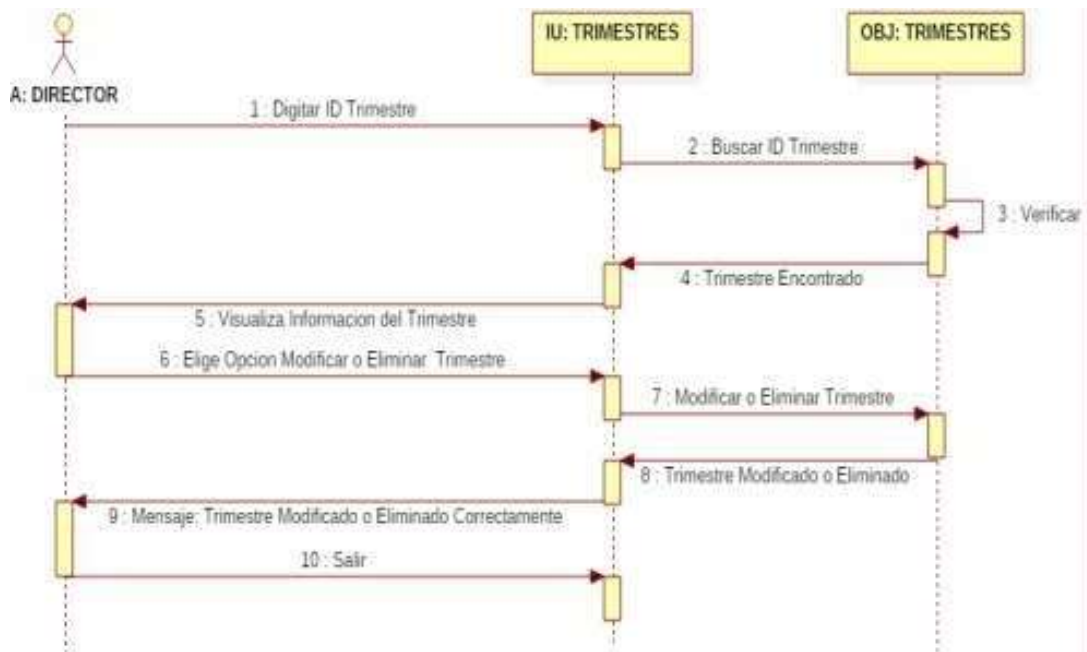 IU: TRIMESTRES
OBJ: TRIMESTRES
A: DIRECTOR
1 : Digitar ID Trimestre
2 : Buscar ID Trimestre
3 : Verificar
4 : Trimestre Encontrado
5 : Visualiza Informacion del Trimestre
6 : Elige Opcion Modificar o Eliminar Trimestre
7 : Modificar o Eliminar Trimestre
8 : Trimestre Modificado o Eliminado
9 : Mensaje: Trimestre Modificado o Eliminado Correctamente
10 : Salir